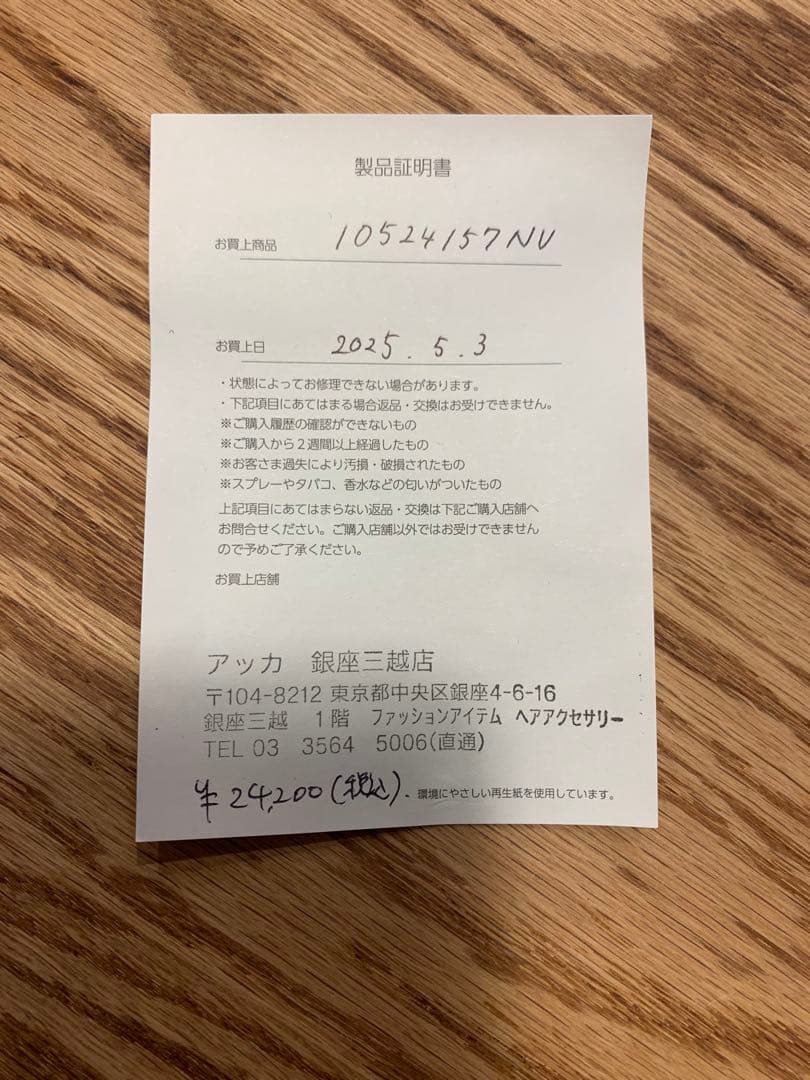 製品証明書
お買上商品 10524157NV
お買上日 2025.5.3
・状態によってお修理できない場合があります。
・下記項目にあてはまる場合返品・交換はお受けできません。
※ご購入履歴の確認ができないもの
※ご購入から2週間以上経過したもの
※お客さま過失により汚損・破損されたもの
※スプレーやタバコ、香水などの匂いがついたもの
上記項目にあてはまらない返品・交換は下記ご購入店舗へ
お問合せください。ご購入店舗以外ではお受けできません
ので予めご了承ください。
お買上店舗
アッカ 銀座三越店
〒104-8212 東京都中央区銀座4-6-16
銀座三越 1階 ファッションアイテム ヘアアクセサリー
TEL 03 3564 5006(直通)
¥24,200(税込). 環境にやさしい再生紙を使用しています。